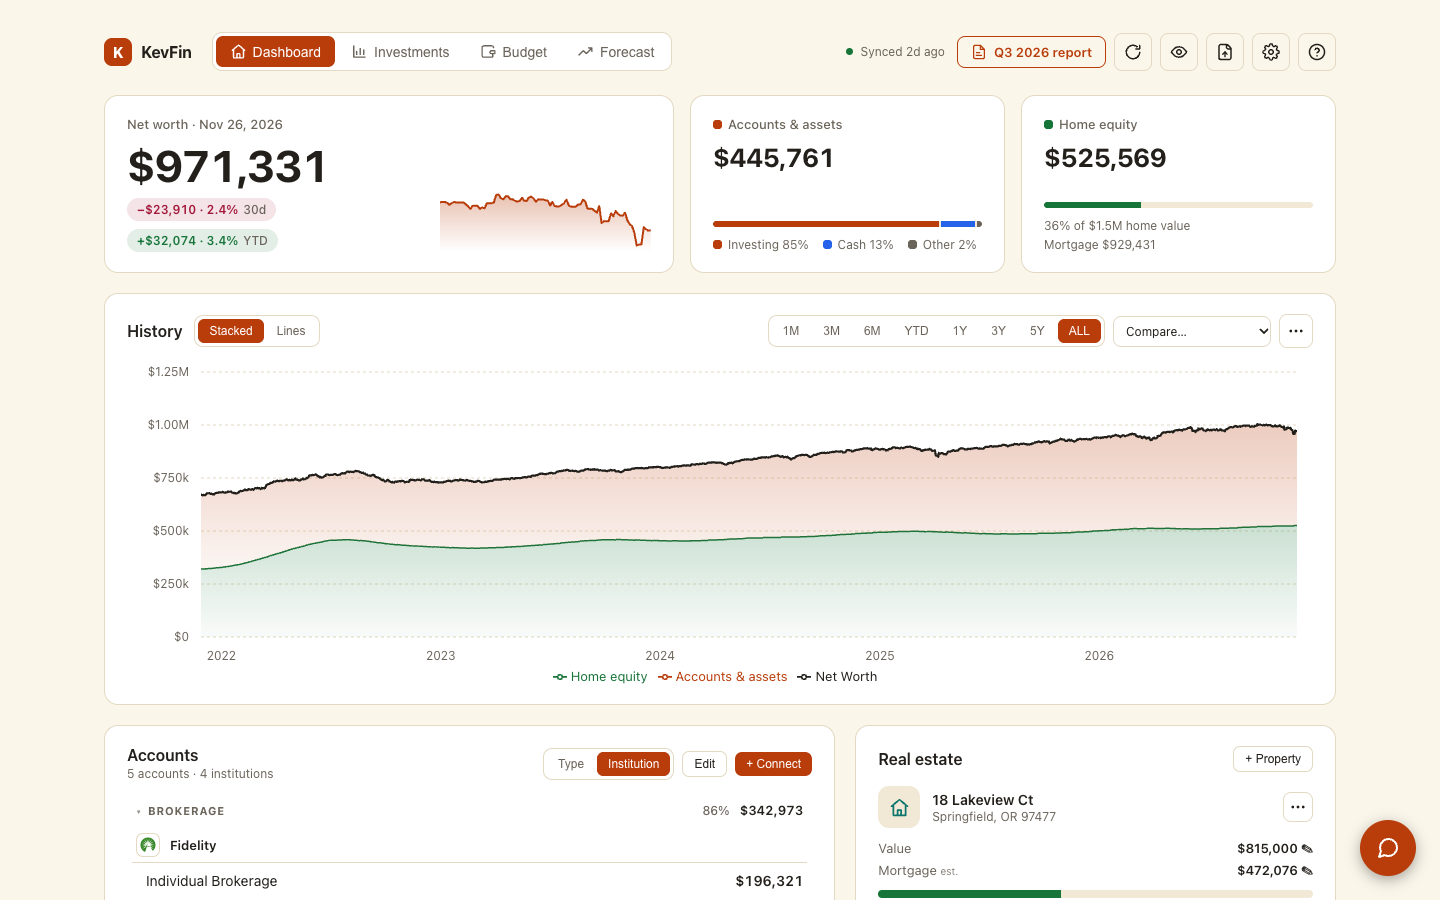 K KevFin
Dashboard
Investments
Budget
Forecast
Synced 2d ago
Q3 2026 report
Net worth · Nov 26, 2026
$971,331
−$23,910 · 2.4% 30d
+$32,074 · 3.4% YTD
Accounts & assets
$445,761
Investing 85%
Cash 13%
Other 2%
Home equity
$525,569
36% of $1.5M home value
Mortgage $929,431
History
Stacked
Lines
1M
3M
6M
YTD
1Y
3Y
5Y
ALL
Compare...
$1.25M
$1.00M
$750k
$500k
$250k
$0
2022
2023
2024
2025
2026
Home equity
Accounts & assets
Net Worth
Accounts
5 accounts · 4 institutions
Type
Institution
Edit
+ Connect
BROKERAGE
86% $342,973
Fidelity
Individual Brokerage
$196,321
Real estate
+ Property
18 Lakeview Ct
Springfield, OR 97477
Value
$815,000
Mortgage est.
$472,076